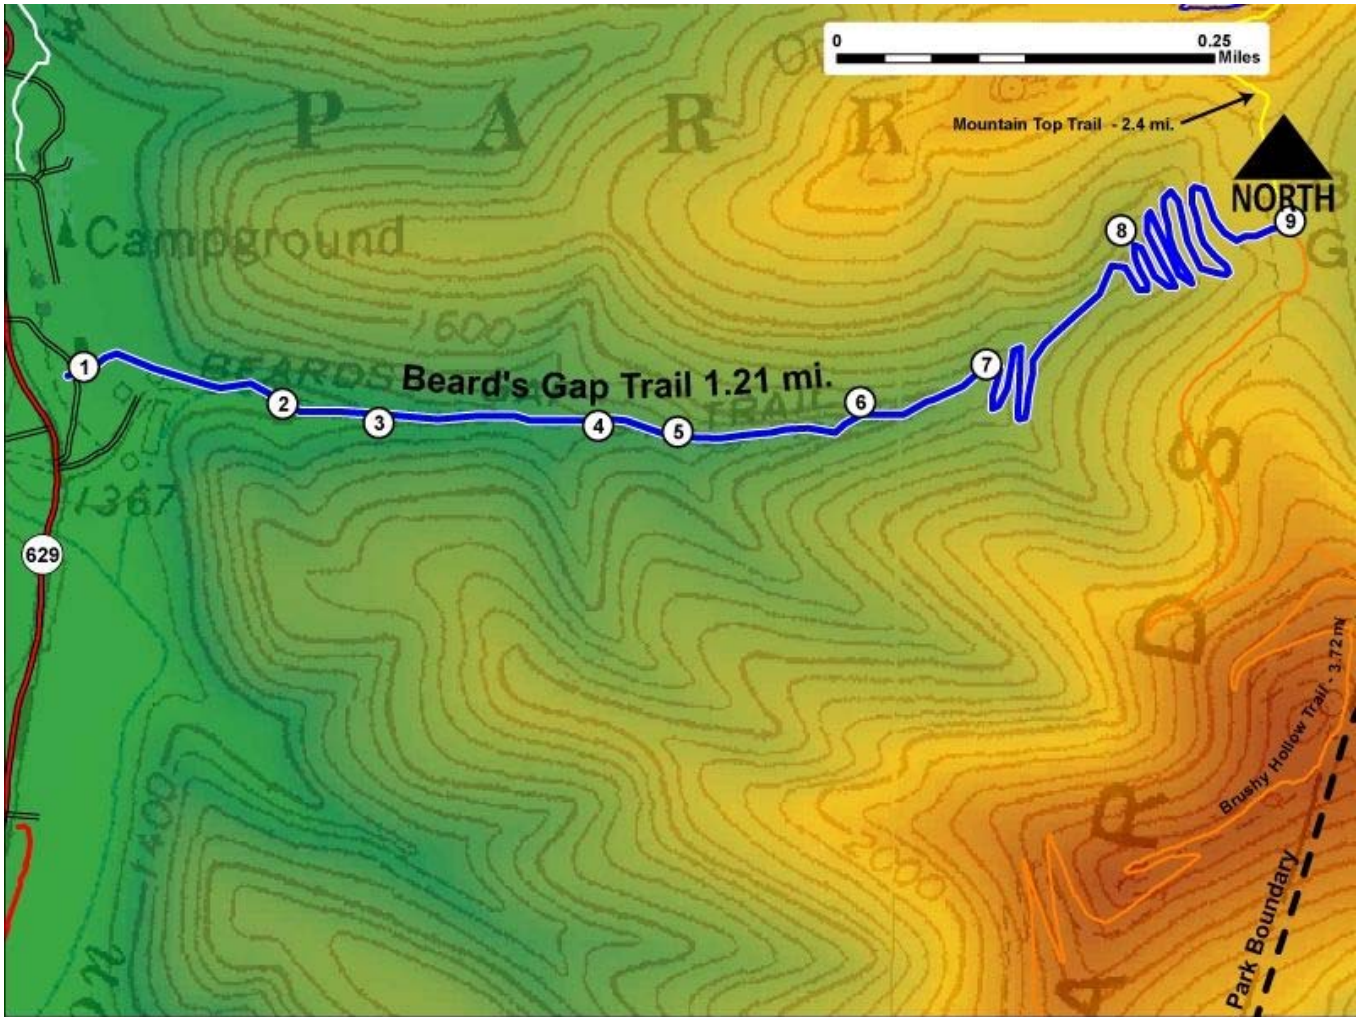 0 0.25
Miles
Mountain Top Trail - 2.4 mi.
P A R K
NORTH
Campground
1600
Beard's Gap Trail 1.21 mi.
BEARDS
TRAIL
1
2
3
4
5
6
7
8
9
1367
629
S
D
R
A
Brushy Hollow Trail - 3.72 mi
Park Boundary
1400
2000